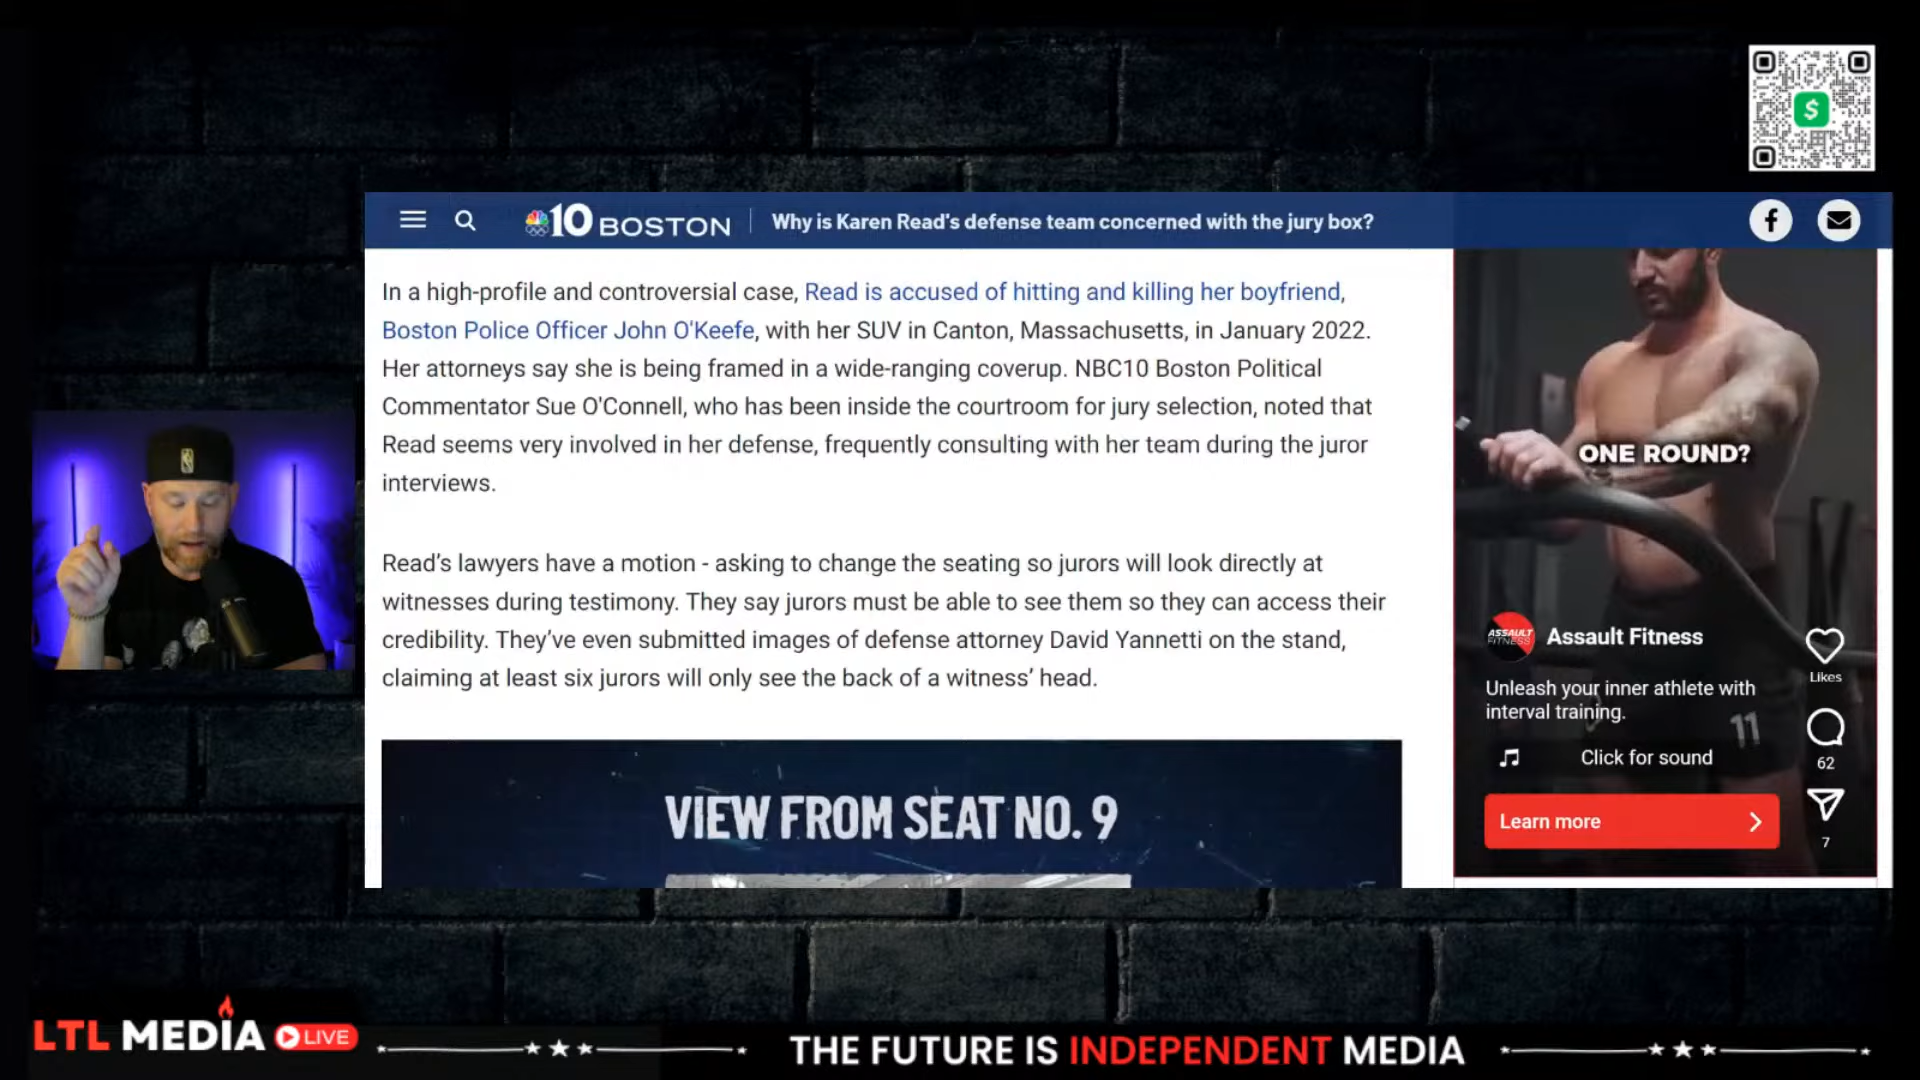 10 BOSTON
Why is Karen Read's defense team concerned with the jury box?
In a high-profile and controversial case, Read is accused of hitting and killing her boyfriend,
Boston Police Officer John O'Keefe, with her SUV in Canton, Massachusetts, in January 2022.
Her attorneys say she is being framed in a wide-ranging coverup. NBC10 Boston Political
Commentator Sue O'Connell, who has been inside the courtroom for jury selection, noted that
Read seems very involved in her defense, frequently consulting with her team during the juror
interviews.
Read’s lawyers have a motion - asking to change the seating so jurors will look directly at
witnesses during testimony. They say jurors must be able to see them so they can access their
credibility. They’ve even submitted images of defense attorney David Yannetti on the stand,
claiming at least six jurors will only see the back of a witness’ head.
VIEW FROM SEAT NO. 9
ONE ROUND?
ASSAULT
FITNESS
Assault Fitness
Likes
Unleash your inner athlete with
interval training.
11
Click for sound
62
Learn more
7
LTL MEDIA LIVE
THE FUTURE IS INDEPENDENT MEDIA